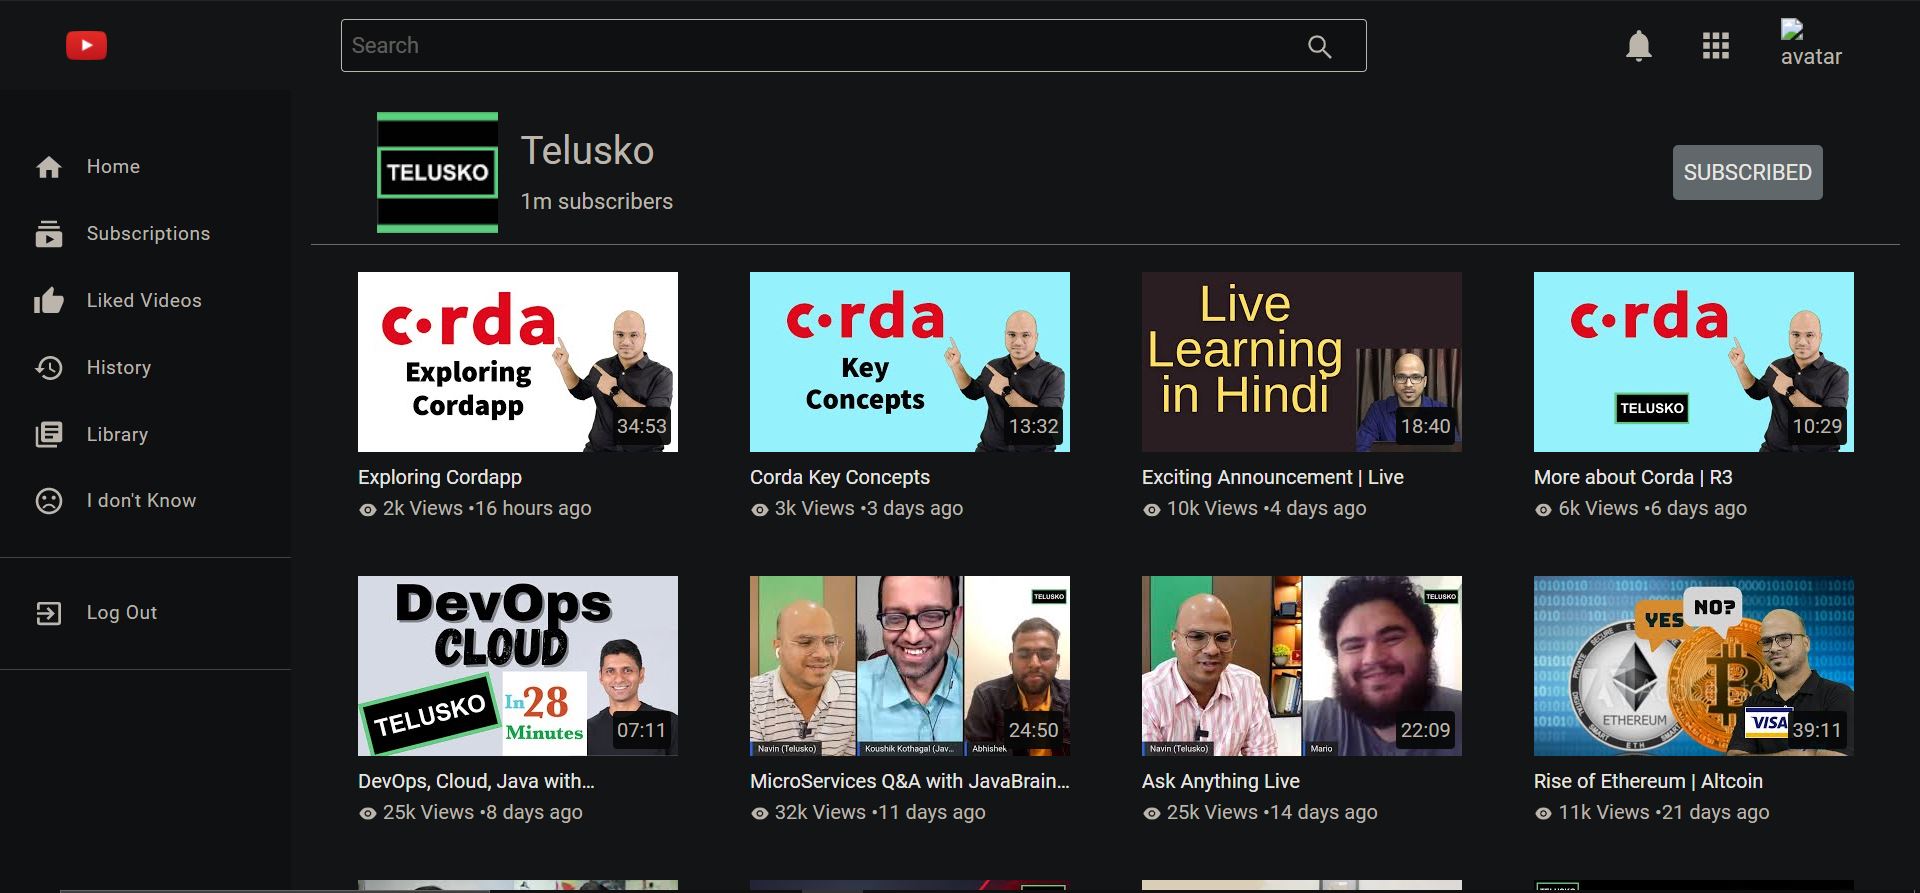 Search
avatar
Home
Subscriptions
Liked Videos
History
Library
I don't Know
Log Out
TELUSKO
Telusko
1m subscribers
SUBSCRIBED
c·rda
Exploring
Cordapp
34:53
Exploring Cordapp
2k Views •16 hours ago
c·rda
Key
Concepts
13:32
Corda Key Concepts
3k Views •3 days ago
Live
Learning
in Hindi
18:40
Exciting Announcement | Live
10k Views •4 days ago
c·rda
TELUSKO
10:29
More about Corda | R3
6k Views •6 days ago
DevOps
CLOUD
TELUSKO
In 28
Minutes
07:11
DevOps, Cloud, Java with...
25k Views •8 days ago
TELUSKO
Navin (Telusko)
Koushik Kothagal (Jav...
Abhishek
24:50
MicroServices Q&A with JavaBrain...
32k Views •11 days ago
TELUSKO
Navin (Telusko)
Mario
22:09
Ask Anything Live
25k Views •14 days ago
YES
NO?
ETHEREUM
VISA
39:11
Rise of Ethereum | Altcoin
11k Views •21 days ago